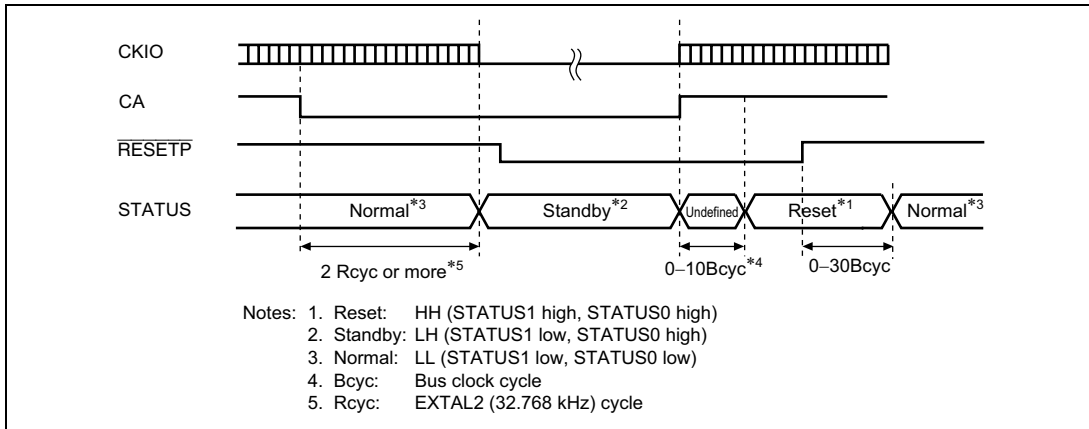 CKIO
CA
RESETP
STATUS Normal*3 Standby*2 Undefined Reset*1 Normal*3
2 Rcyc or more*5 0–10Bcyc*4 0–30Bcyc
Notes: 1. Reset: HH (STATUS1 high, STATUS0 high)
2. Standby: LH (STATUS1 low, STATUS0 high)
3. Normal: LL (STATUS1 low, STATUS0 low)
4. Bcyc: Bus clock cycle
5. Rcyc: EXTAL2 (32.768 kHz) cycle